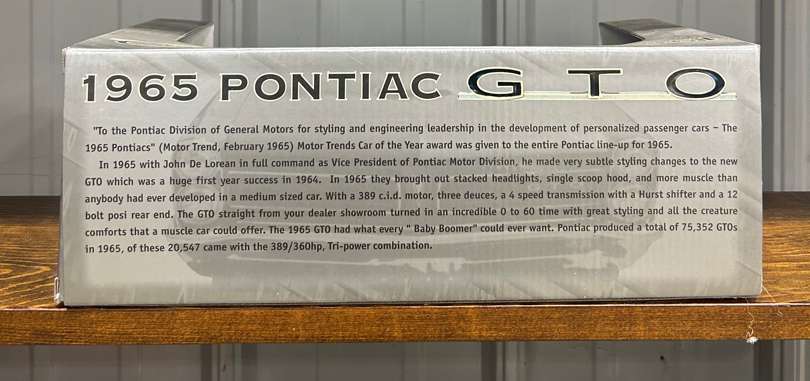 1965 PONTIAC GTO
"To the Pontiac Division of General Motors for styling and engineering leadership in the development of personalized passenger cars – The
1965 Pontiacs" (Motor Trend, February 1965) Motor Trends Car of the Year award was given to the entire Pontiac line-up for 1965.
In 1965 with John De Lorean in full command as Vice President of Pontiac Motor Division, he made very subtle styling changes to the new
GTO which was a huge first year success in 1964. In 1965 they brought out stacked headlights, single scoop hood, and more muscle than
anybody had ever developed in a medium sized car. With a 389 c.i.d. motor, three deuces, a 4 speed transmission with a Hurst shifter and a 12
bolt posi rear end. The GTO straight from your dealer showroom turned in an incredible 0 to 60 time with great styling and all the creature
comforts that a muscle car could offer. The 1965 GTO had what every " Baby Boomer" could ever want. Pontiac produced a total of 75,352 GTOs
in 1965, of these 20,547 came with the 389/360hp, Tri-power combination.